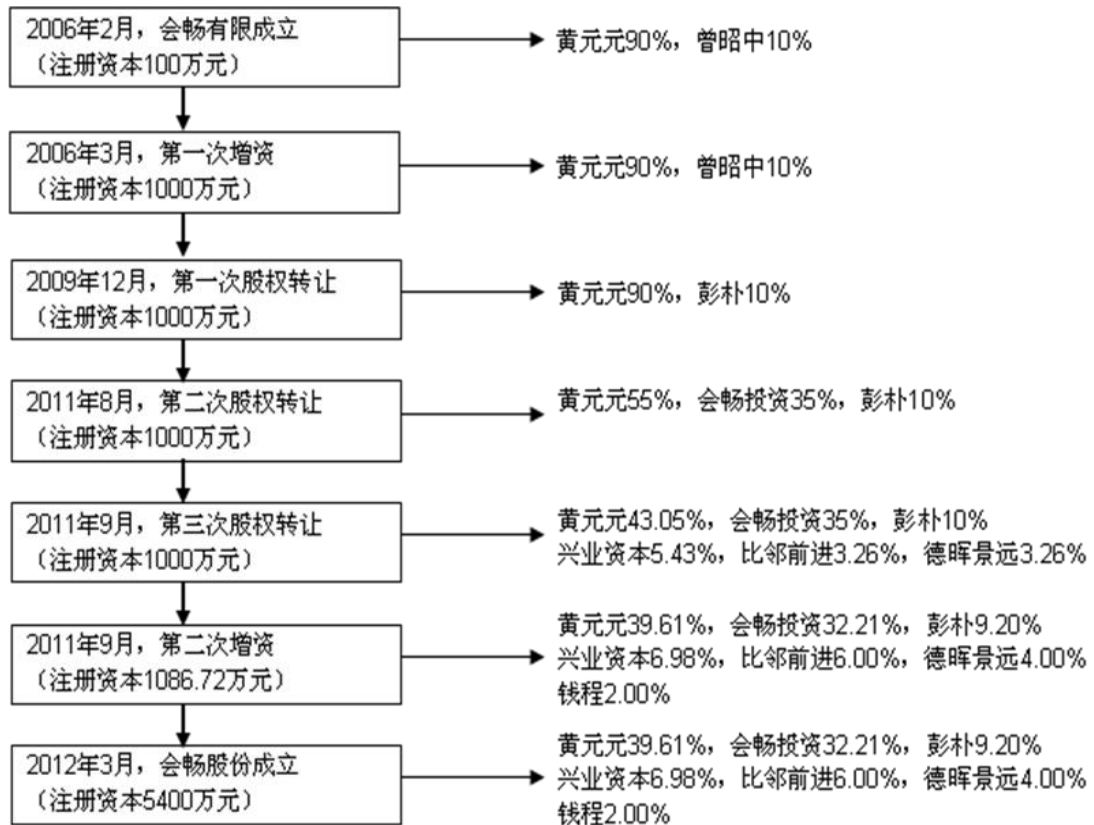 2006年2月，会畅有限成立
（注册资本100万元）
黄元元90%，曾昭中10%
2006年3月，第一次增资
（注册资本1000万元）
黄元元90%，曾昭中10%
2009年12月，第一次股权转让
（注册资本1000万元）
黄元元90%，彭朴10%
2011年8月，第二次股权转让
（注册资本1000万元）
黄元元55%，会畅投资35%，彭朴10%
2011年9月，第三次股权转让
（注册资本1000万元）
黄元元43.05%，会畅投资35%，彭朴10%
兴业资本5.43%，比邻前进3.26%，德晖景远3.26%
2011年9月，第二次增资
（注册资本1086.72万元）
黄元元39.61%，会畅投资32.21%，彭朴9.20%
兴业资本6.98%，比邻前进6.00%，德晖景远4.00%
钱程2.00%
2012年3月，会畅股份成立
（注册资本5400万元）
黄元元39.61%，会畅投资32.21%，彭朴9.20%
兴业资本6.98%，比邻前进6.00%，德晖景远4.00%
钱程2.00%